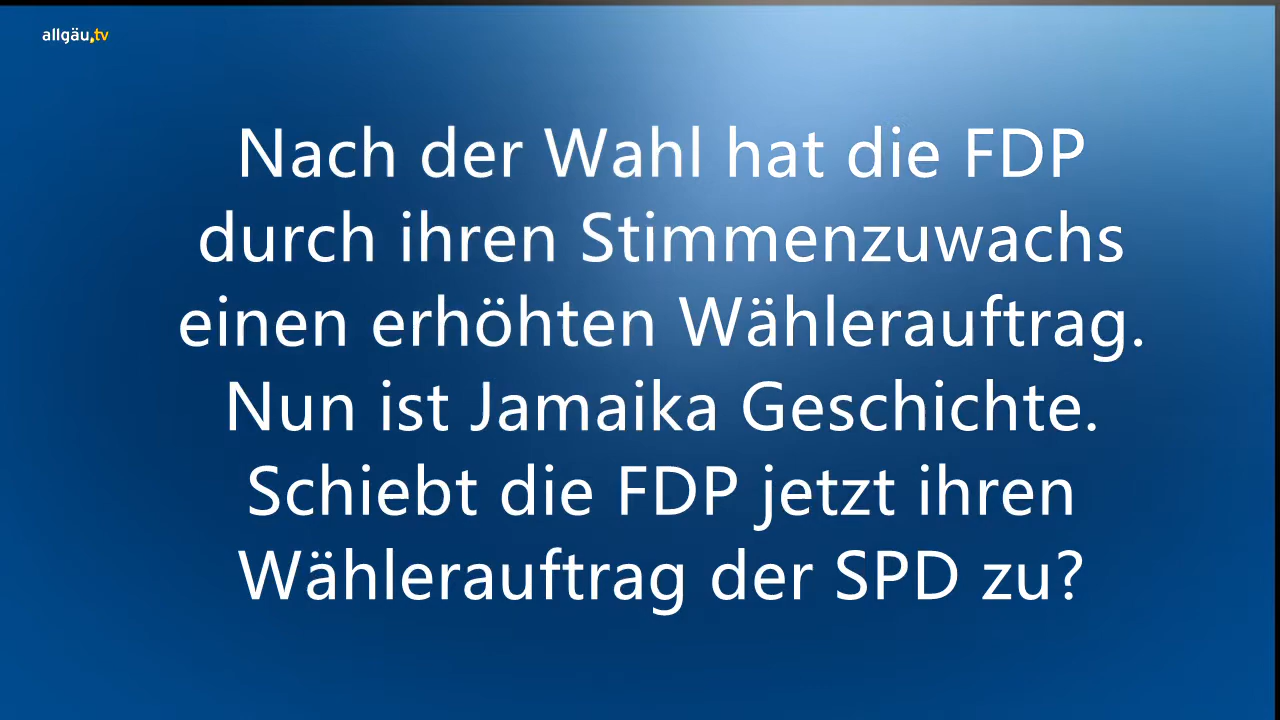 allgäu.tv
Nach der Wahl hat die FDP
durch ihren Stimmenzuwachs
einen erhöhten Wählerauftrag.
Nun ist Jamaika Geschichte.
Schiebt die FDP jetzt ihren
Wählerauftrag der SPD zu?